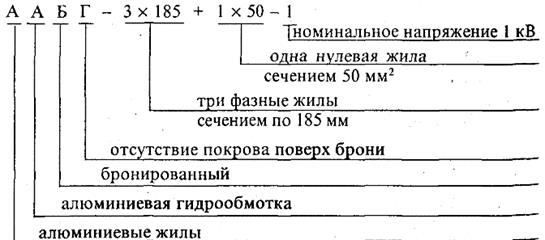 А А Б Г – 3 × 185 + 1 × 50 – 1
номинальное напряжение 1 кВ
одна нулевая жила
сечением 50 мм²
три фазные жилы
сечением по 185 мм
отсутствие покрова поверх брони
бронированный
алюминиевая гидрообмотка
алюминиевые жилы